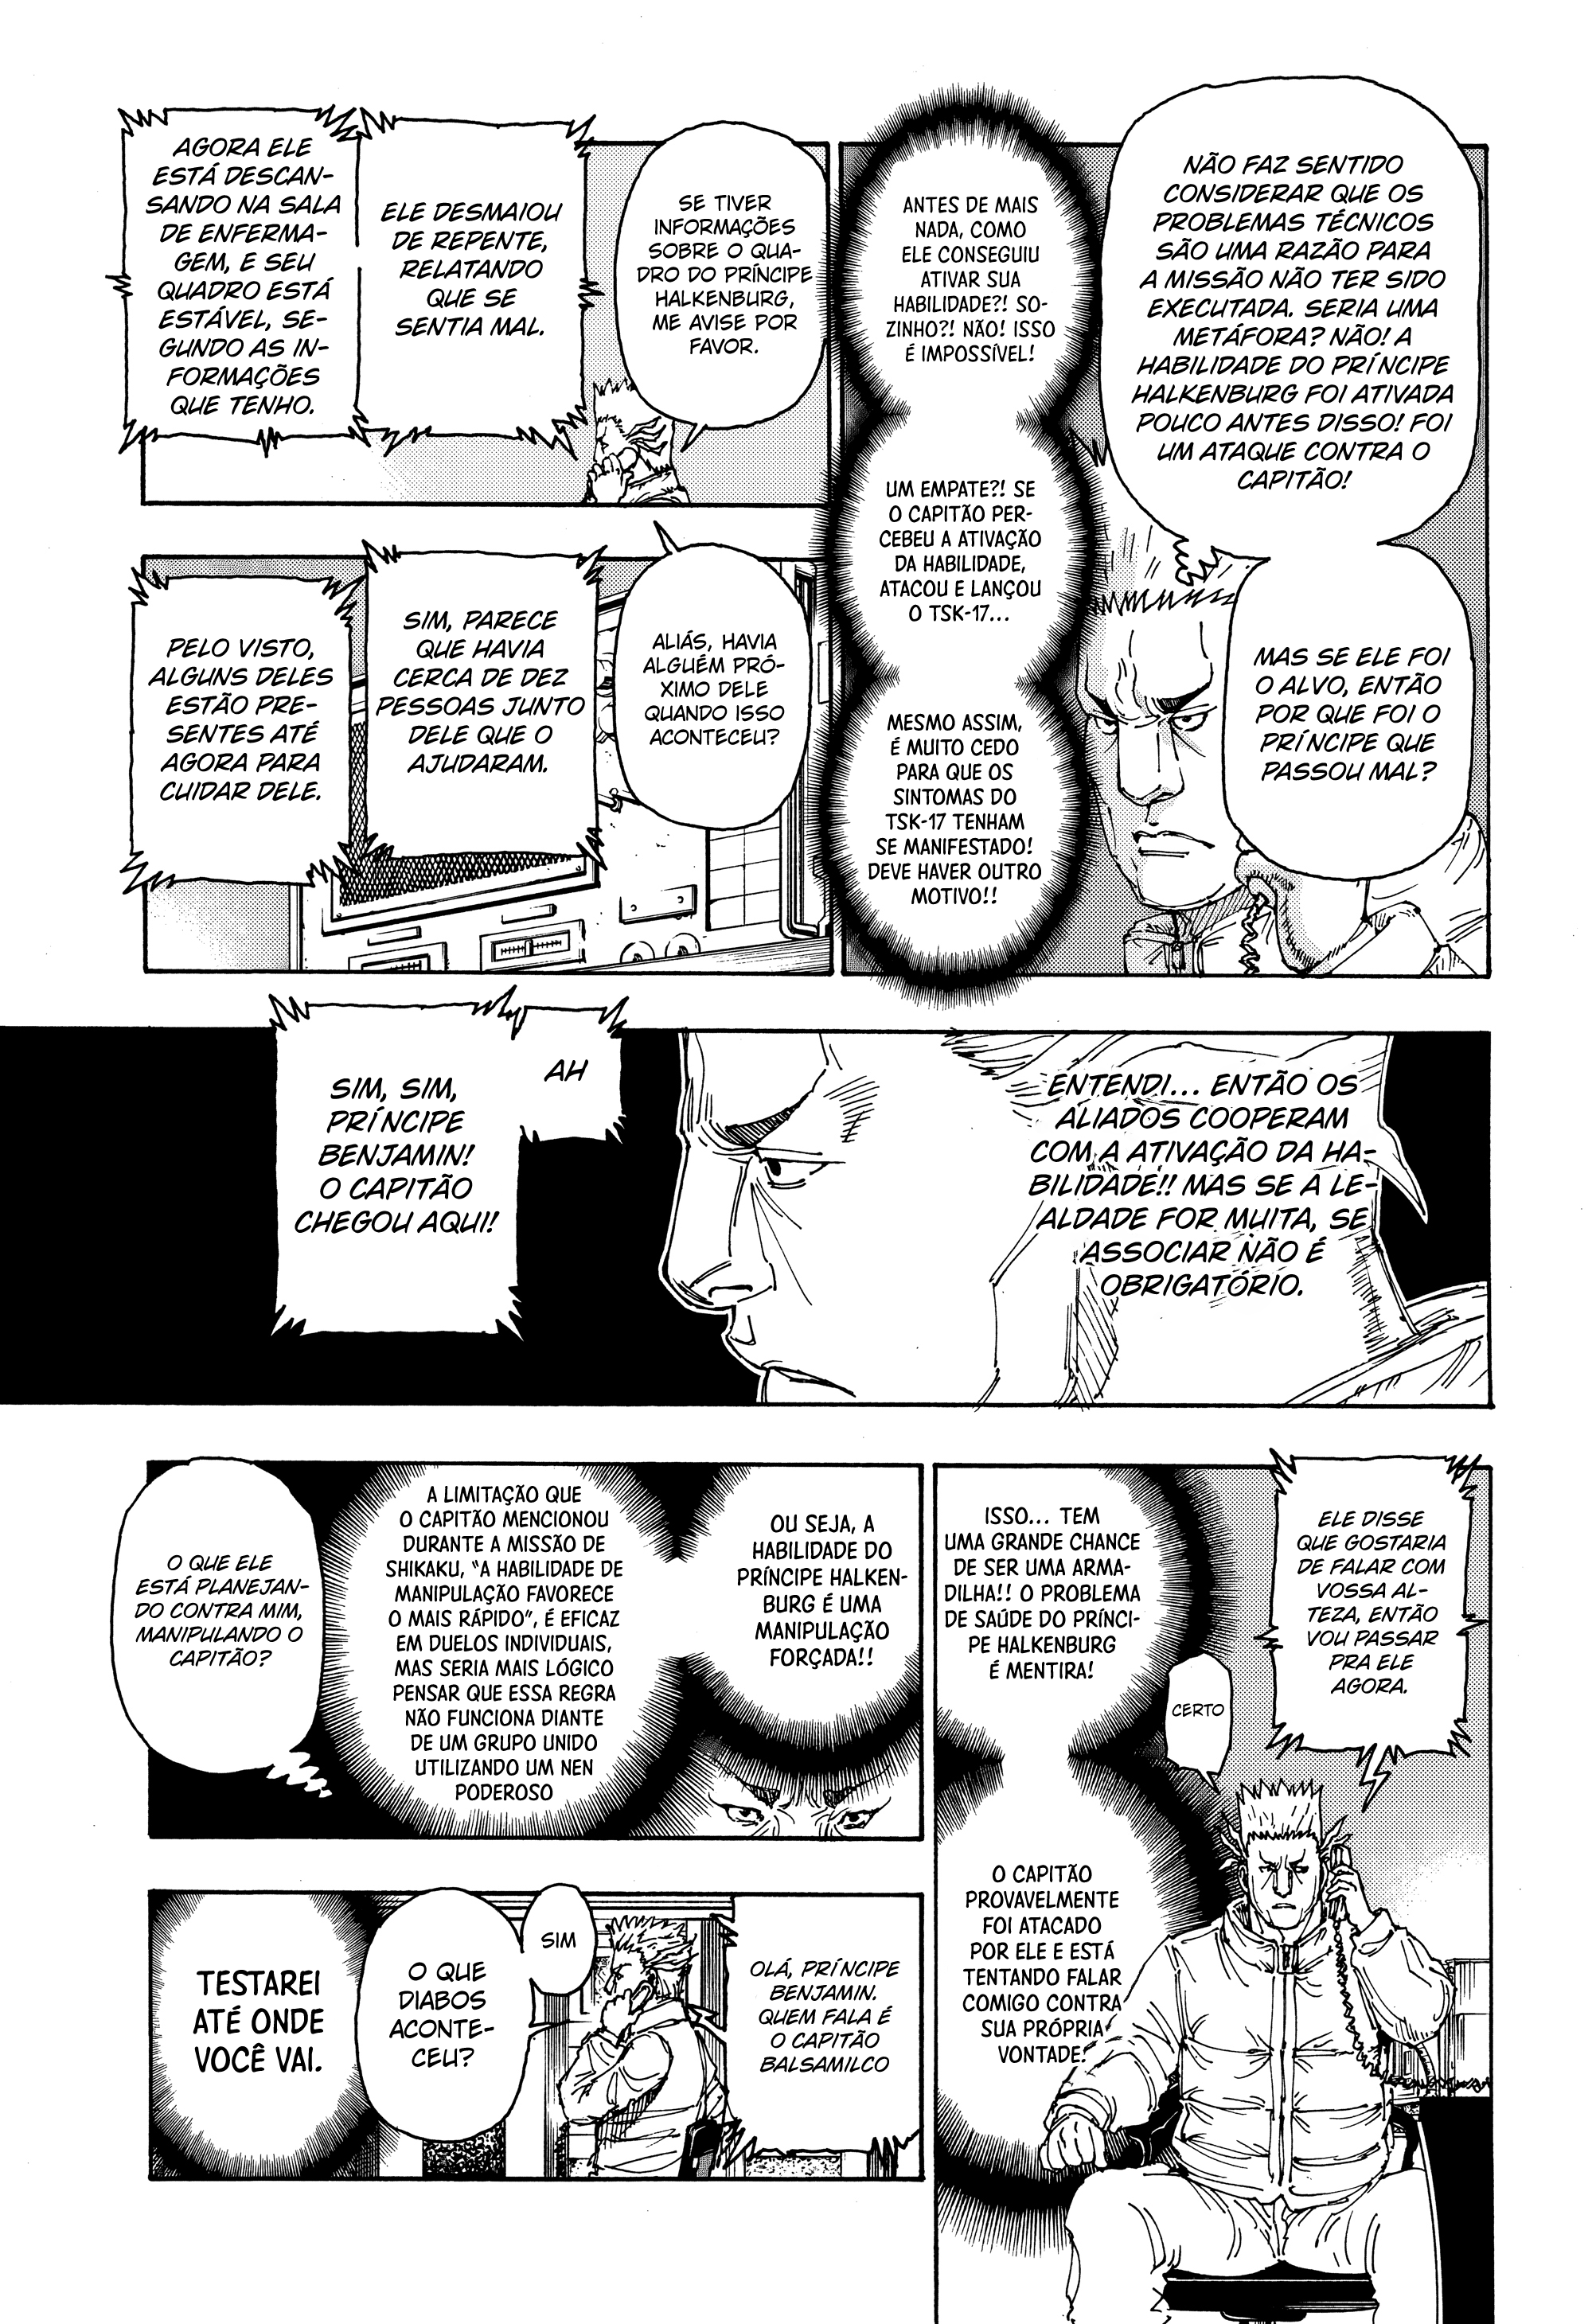 NÃO FAZ SENTIDO
CONSIDERAR QUE OS
PROBLEMAS TÉCNICOS
SÃO UMA RAZÃO PARA
A MISSÃO NÃO TER SIDO
EXECUTADA. SERIA UMA
METÁFORA? NÃO! A
HABILIDADE DO PRÍNCIPE
HALKENBURG FOI ATIVADA
POUCO ANTES DISSO! FOI
UM ATAQUE CONTRA O
CAPITÃO!
MAS SE ELE FOI
O ALVO, ENTÃO
POR QUE FOI O
PRÍNCIPE QUE
PASSOU MAL?
ANTES DE MAIS
NADA, COMO
ELE CONSEGUIU
ATIVAR SUA
HABILIDADE?! SO-
ZINHO?! NÃO! ISSO
É IMPOSSÍVEL!
UM EMPATE?! SE
O CAPITÃO PER-
CEBEU A ATIVAÇÃO
DA HABILIDADE,
ATACOU E LANÇOU
O TSK-17...
MESMO ASSIM,
É MUITO CEDO
PARA QUE OS
SINTOMAS DO
TSK-17 TENHAM
SE MANIFESTADO!
DEVE HAVER OUTRO
MOTIVO!!
SE TIVER
INFORMAÇÕES
SOBRE O QUA-
DRO DO PRÍNCIPE
HALKENBURG,
ME AVISE POR
FAVOR.
ELE DESMAIOU
DE REPENTE,
RELATANDO
QUE SE
SENTIA MAL.
AGORA ELE
ESTÁ DESCAN-
SANDO NA SALA
DE ENFERMA-
GEM, E SEU
QUADRO ESTÁ
ESTÁVEL, SE-
GUNDO AS IN-
FORMAÇÕES
QUE TENHO.
ALIÁS, HAVIA
ALGUÉM PRÓ-
XIMO DELE
QUANDO ISSO
ACONTECEU?
SIM, PARECE
QUE HAVIA
CERCA DE DEZ
PESSOAS JUNTO
DELE QUE O
AJUDARAM.
PELO VISTO,
ALGUNS DELES
ESTÃO PRE-
SENTES ATÉ
AGORA PARA
CUIDAR DELE.
ENTENDI... ENTÃO OS
ALIADOS COOPERAM
COM A ATIVAÇÃO DA HA-
BILIDADE!! MAS SE A LE-
ALDADE FOR MUITA, SE
ASSOCIAR NÃO É
OBRIGATÓRIO.
AH
SIM, SIM,
PRÍNCIPE
BENJAMIN!
O CAPITÃO
CHEGOU AQUI!
ELE DISSE
QUE GOSTARIA
DE FALAR COM
VOSSA AL-
TEZA, ENTÃO
VOU PASSAR
PRA ELE
AGORA.
CERTO
ISSO... TEM
UMA GRANDE CHANCE
DE SER UMA ARMA-
DILHA!! O PROBLEMA
DE SAÚDE DO PRÍNCI-
PE HALKENBURG
É MENTIRA!
O CAPITÃO
PROVAVELMENTE
FOI ATACADO
POR ELE E ESTÁ
TENTANDO FALAR
COMIGO CONTRA
SUA PRÓPRIA
VONTADE.
OU SEJA, A
HABILIDADE DO
PRÍNCIPE HALKEN-
BURG É UMA
MANIPULAÇÃO
FORÇADA!!
A LIMITAÇÃO QUE
O CAPITÃO MENCIONOU
DURANTE A MISSÃO DE
SHIKAKU, "A HABILIDADE DE
MANIPULAÇÃO FAVORECE
O MAIS RÁPIDO", É EFICAZ
EM DUELOS INDIVIDUAIS,
MAS SERIA MAIS LÓGICO
PENSAR QUE ESSA REGRA
NÃO FUNCIONA DIANTE
DE UM GRUPO UNIDO
UTILIZANDO UM NEN
PODEROSO
O QUE ELE
ESTÁ PLANEJAN-
DO CONTRA MIM,
MANIPULANDO O
CAPITÃO?
OLÁ, PRÍNCIPE
BENJAMIN.
QUEM FALA É
O CAPITÃO
BALSAMILCO
SIM
O QUE
DIABOS
ACONTE-
CEU?
TESTAREI
ATÉ ONDE
VOCÊ VAI.